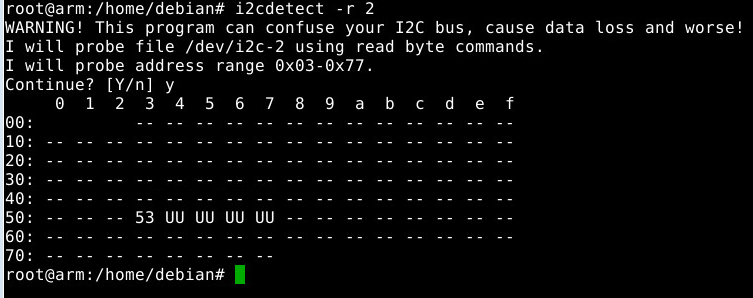 root@arm:/home/debian# i2cdetect -r 2
WARNING! This program can confuse your I2C bus, cause data loss and worse!
I will probe file /dev/i2c-2 using read byte commands.
I will probe address range 0x03-0x77.
Continue? [Y/n] y
     0  1  2  3  4  5  6  7  8  9  a  b  c  d  e  f
00:          -- -- -- -- -- -- -- -- -- -- -- -- --
10: -- -- -- -- -- -- -- -- -- -- -- -- -- -- -- --
20: -- -- -- -- -- -- -- -- -- -- -- -- -- -- -- --
30: -- -- -- -- -- -- -- -- -- -- -- -- -- -- -- --
40: -- -- -- -- -- -- -- -- -- -- -- -- -- -- -- --
50: -- -- -- 53 UU UU UU UU -- -- -- -- -- -- -- --
60: -- -- -- -- -- -- -- -- -- -- -- -- -- -- -- --
70: -- -- -- -- -- -- -- --
root@arm:/home/debian#